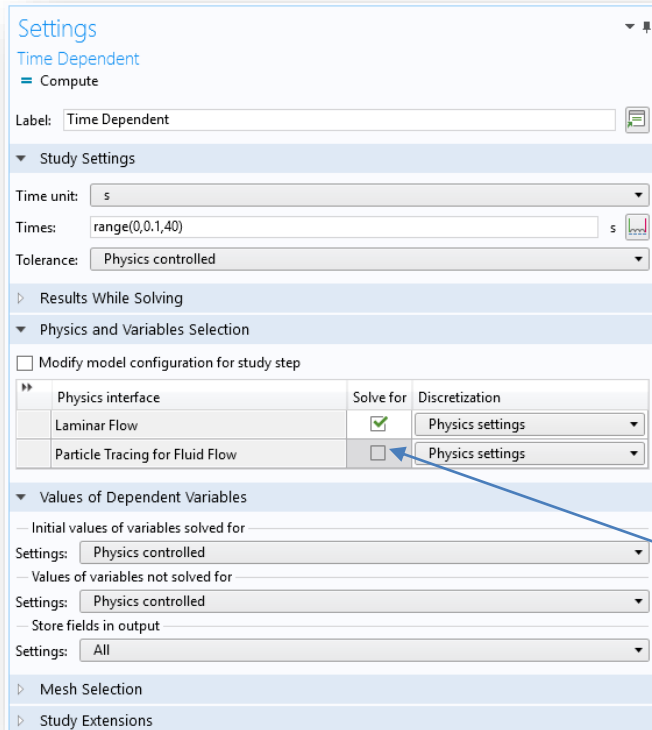 Settings
Time Dependent
= Compute
Label: Time Dependent
Study Settings
Time unit: s
Times: range(0,0.1,40) s
Tolerance: Physics controlled
Results While Solving
Physics and Variables Selection
Modify model configuration for study step
Physics interface Solve for Discretization
Laminar Flow Physics settings
Particle Tracing for Fluid Flow Physics settings
Values of Dependent Variables
Initial values of variables solved for
Settings: Physics controlled
Values of variables not solved for
Settings: Physics controlled
Store fields in output
Settings: All
Mesh Selection
Study Extensions